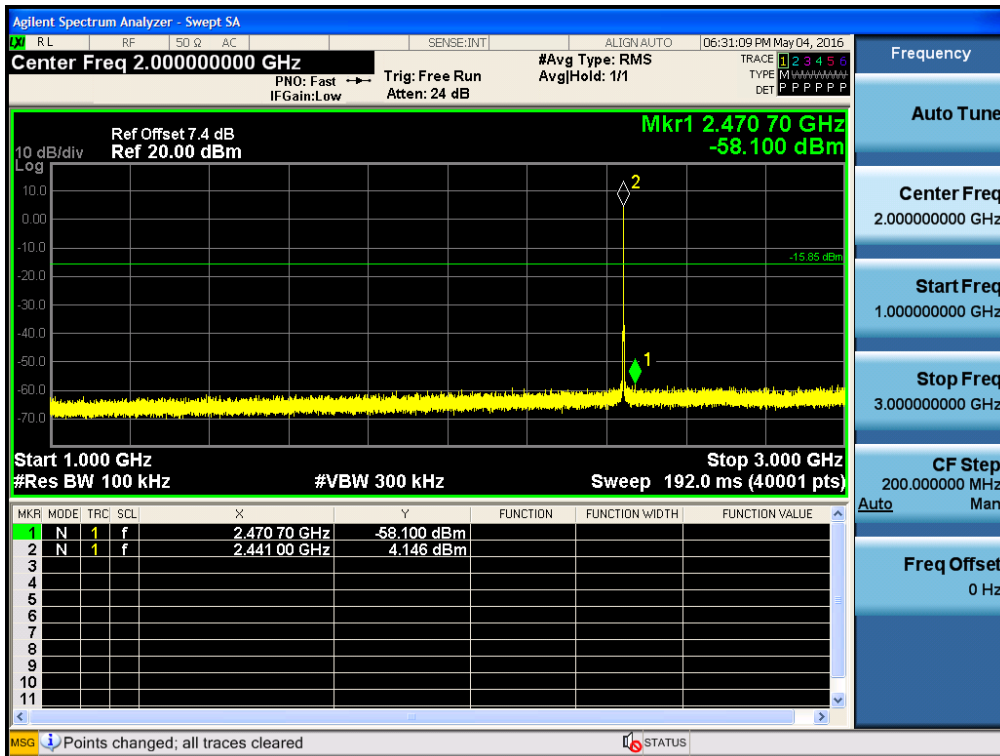 Agilent Spectrum Analyzer - Swept SA
LXI RL RF 50 Ω AC SENSE:INT ALIGN AUTO 06:31:09 PM May 04, 2016
Center Freq 2.000000000 GHz
PNO: Fast
IFGain:Low
Trig: Free Run
Atten: 24 dB
#Avg Type: RMS
Avg|Hold: 1/1
TRACE 1 2 3 4 5 6
TYPE M WWWWW
DET P P P P P P
Ref Offset 7.4 dB
Ref 20.00 dBm
10 dB/div
Log
Mkr1 2.470 70 GHz
-58.100 dBm
10.0
0.00
-10.0
-20.0
-30.0
-40.0
-50.0
-60.0
-70.0
2
-15.85 dBm
1
Start 1.000 GHz Stop 3.000 GHz
#Res BW 100 kHz #VBW 300 kHz Sweep 192.0 ms (40001 pts)
MKR MODE TRC SCL X Y FUNCTION FUNCTION WIDTH FUNCTION VALUE
1 N 1 f 2.470 70 GHz -58.100 dBm
2 N 1 f 2.441 00 GHz 4.146 dBm
3
4
5
6
7
8
9
10
11
MSG Points changed; all traces cleared STATUS
Frequency
Auto Tune
Center Freq
2.000000000 GHz
Start Freq
1.000000000 GHz
Stop Freq
3.000000000 GHz
CF Step
200.000000 MHz
Auto Man
Freq Offset
0 Hz